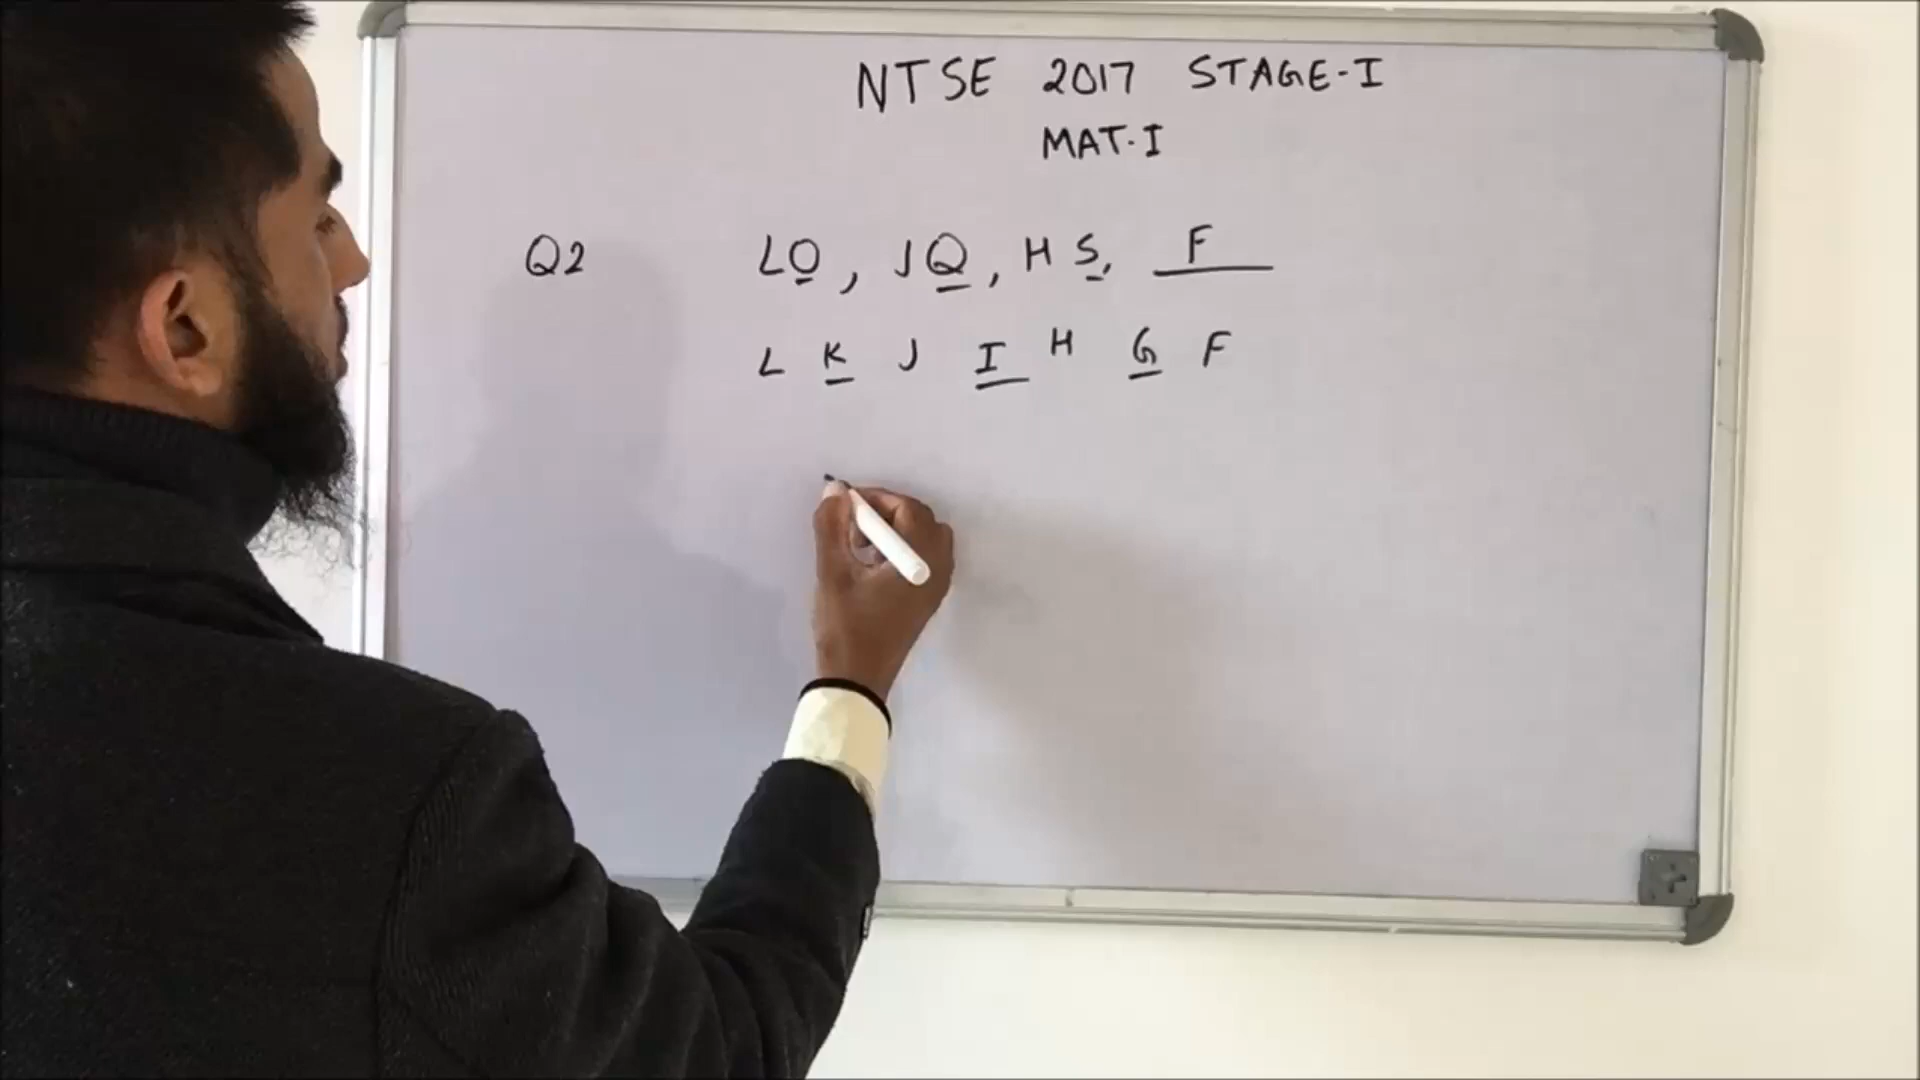 NTSE 2017 STAGE-I
MAT-I
Q2 LO, JQ, HS, F
L K J I H G F